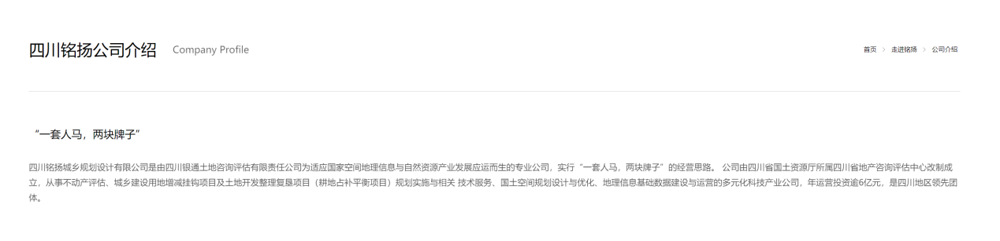 四川铭扬公司介绍 Company Profile 首页 > 走进铭扬 > 公司介绍
“一套人马，两块牌子”
四川铭扬城乡规划设计有限公司是由四川银通土地咨询评估有限责任公司为适应国家空间地理信息与自然资源产业发展应运而生的专业公司，实行“一套人马，两块牌子”的经营思路。 公司由四川省国土资源厅所属四川省地产咨询评估中心改制成
立，从事不动产评估、城乡建设用地增减挂钩项目及土地开发整理复垦项目（耕地占补平衡项目）规划实施与相关 技术服务、国土空间规划设计与优化、地理信息基础数据建设与运营的多元化科技产业公司，年运营投资逾6亿元，是四川地区领先团
体。